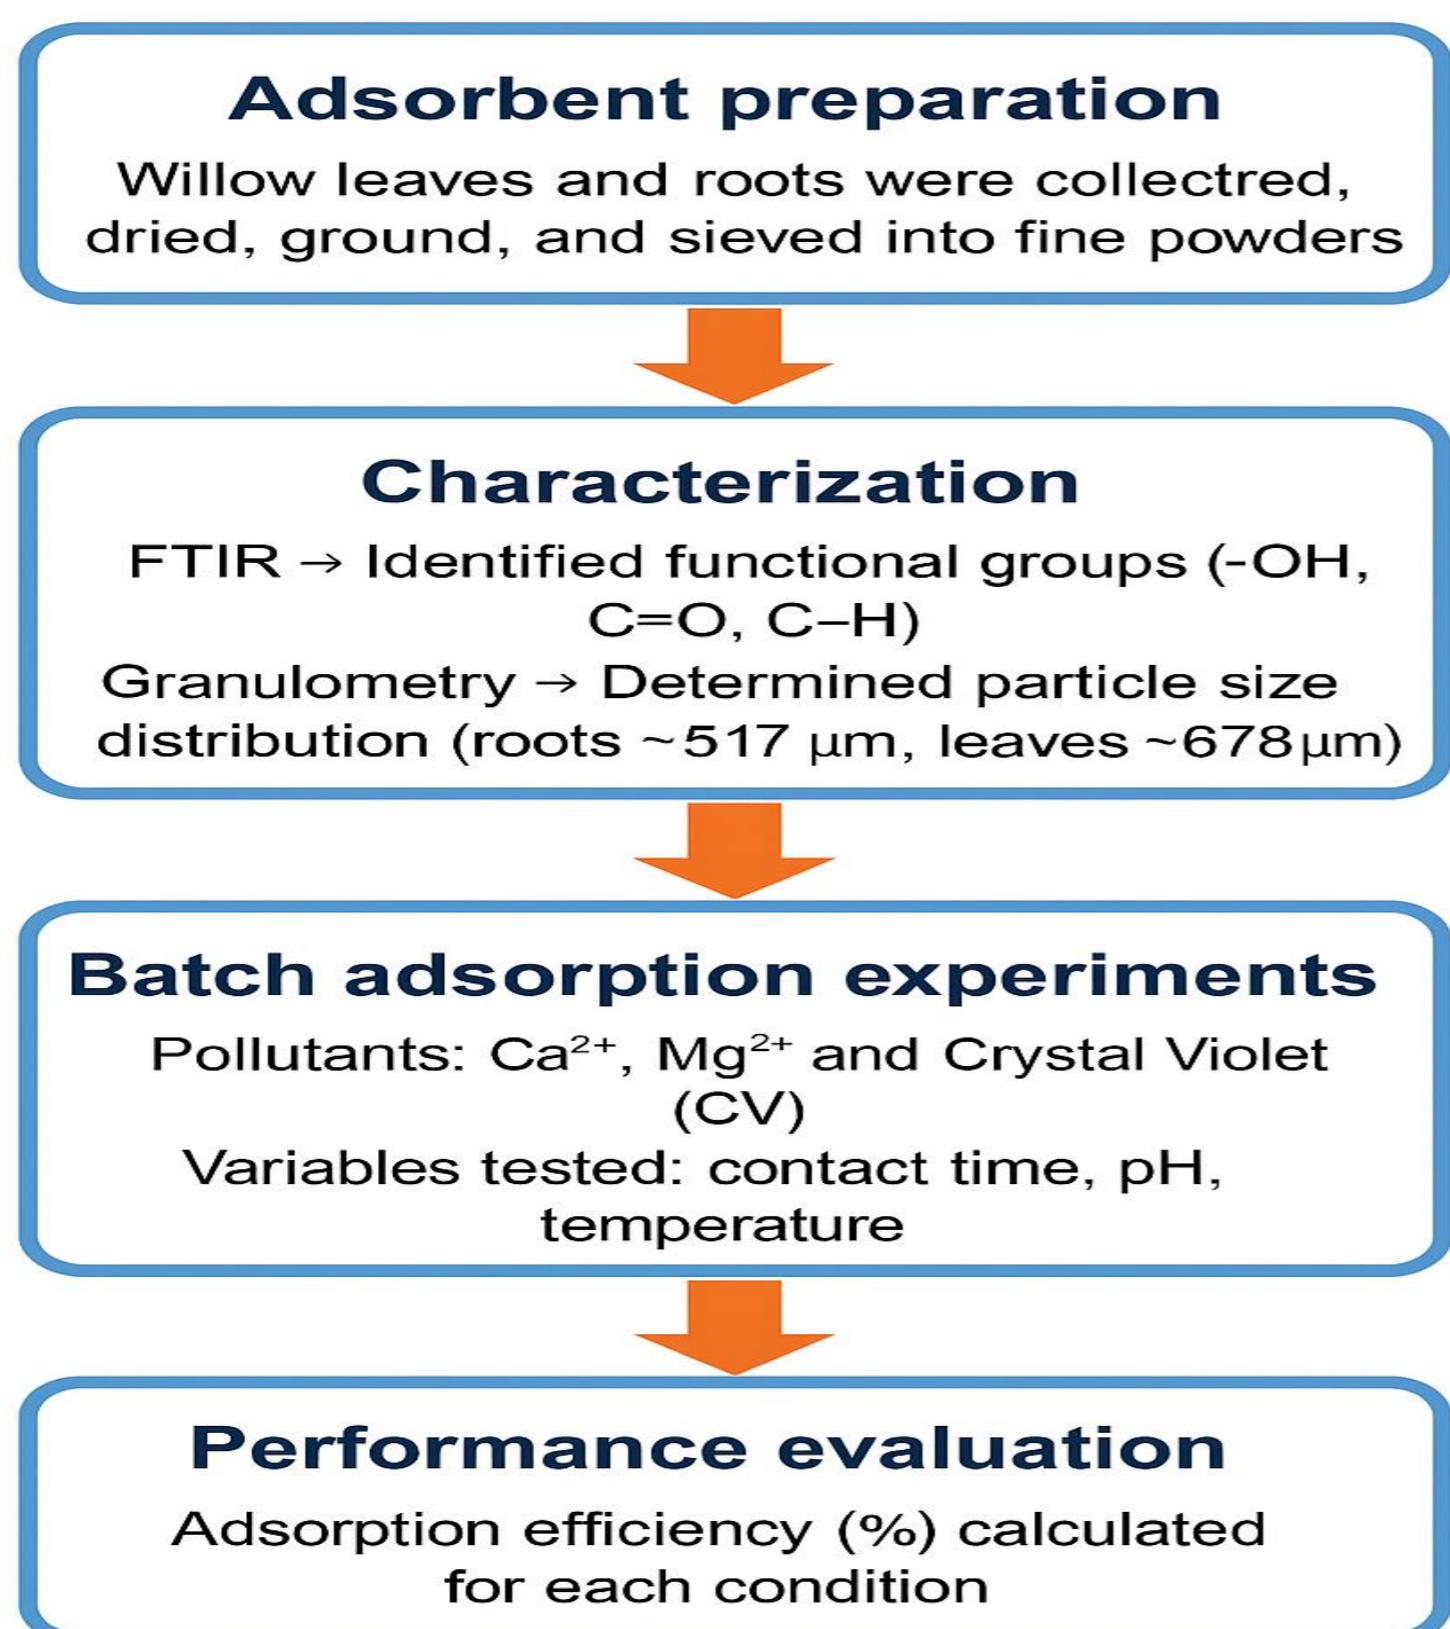 Adsorbent preparation
Willow leaves and roots were collectred,
dried, ground, and sieved into fine powders
Characterization
FTIR → Identified functional groups (-OH,
C=O, C–H)
Granulometry → Determined particle size
distribution (roots ~517 μm, leaves ~678μm)
Batch adsorption experiments
Pollutants: Ca²⁺, Mg²⁺ and Crystal Violet
(CV)
Variables tested: contact time, pH,
temperature
Performance evaluation
Adsorption efficiency (%) calculated
for each condition